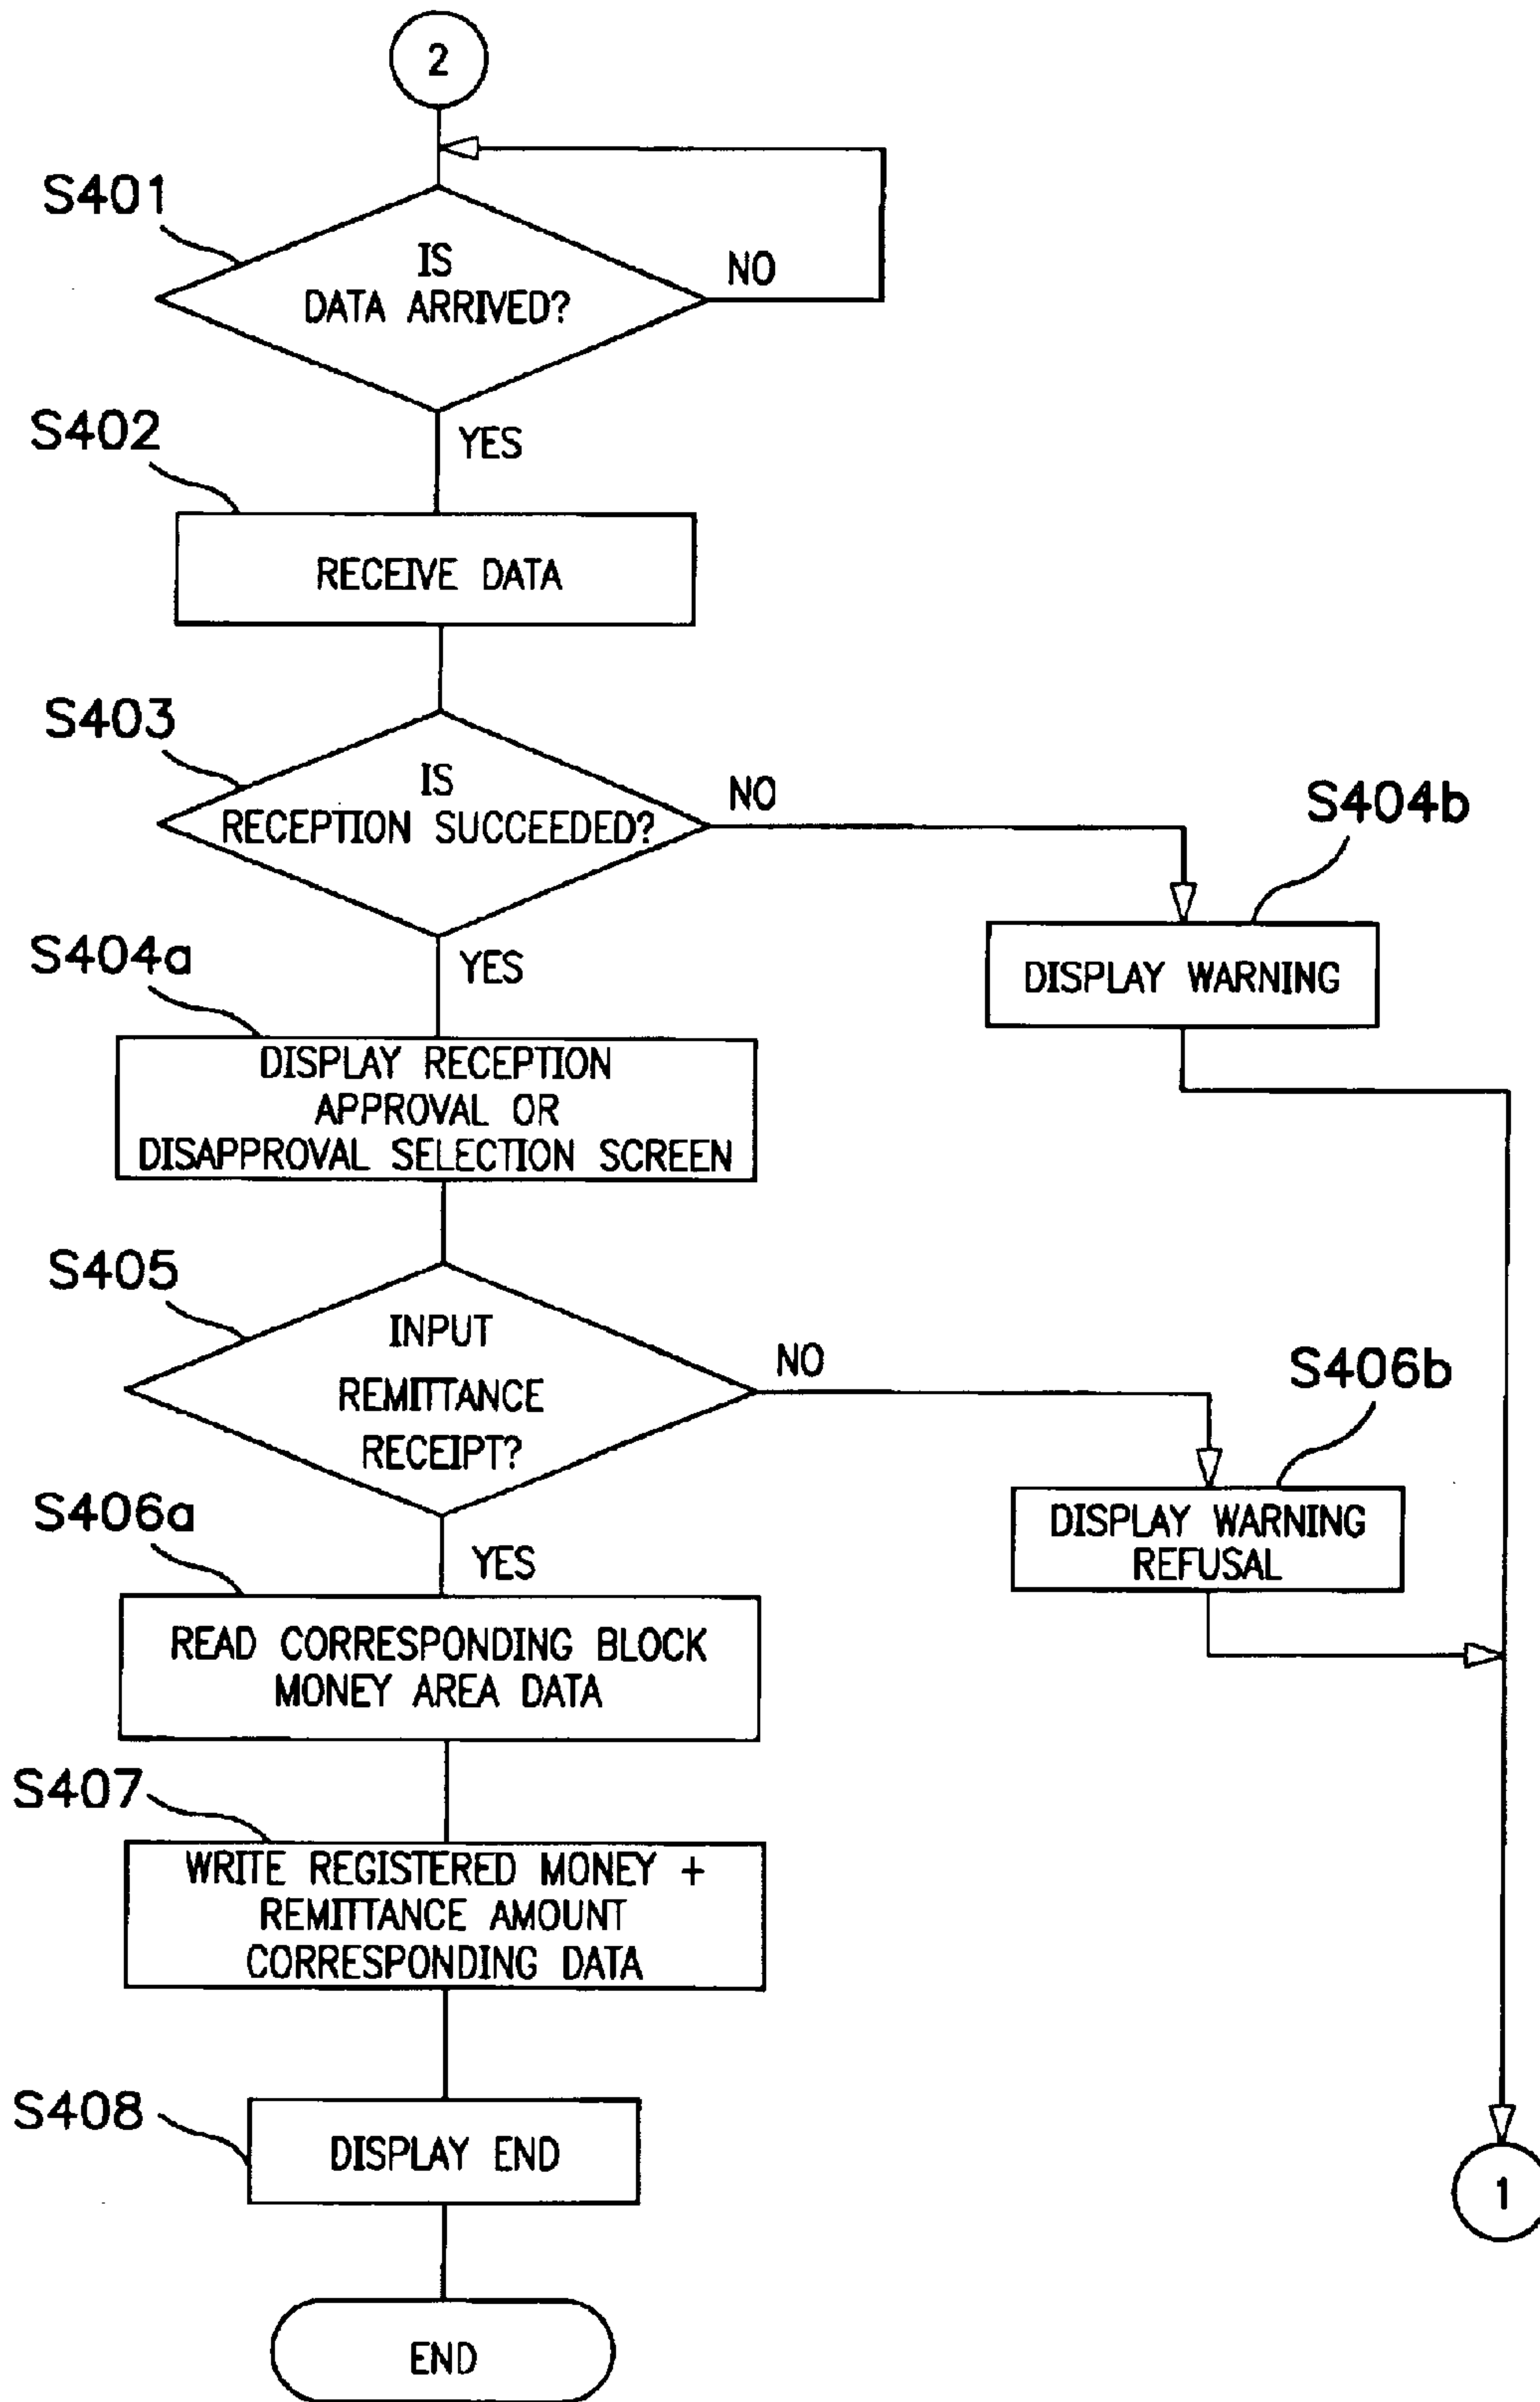 2
S401
IS
DATA ARRIVED?
NO
YES
S402
RECEIVE DATA
S403
IS
RECEPTION SUCCEEDED?
NO
S404b
DISPLAY WARNING
YES
S404a
DISPLAY RECEPTION
APPROVAL OR
DISAPPROVAL SELECTION SCREEN
S405
INPUT
REMITTANCE
RECEIPT?
NO
S406b
DISPLAY WARNING
REFUSAL
YES
S406a
READ CORRESPONDING BLOCK
MONEY AREA DATA
S407
WRITE REGISTERED MONEY +
REMITTANCE AMOUNT
CORRESPONDING DATA
S408
DISPLAY END
1
END